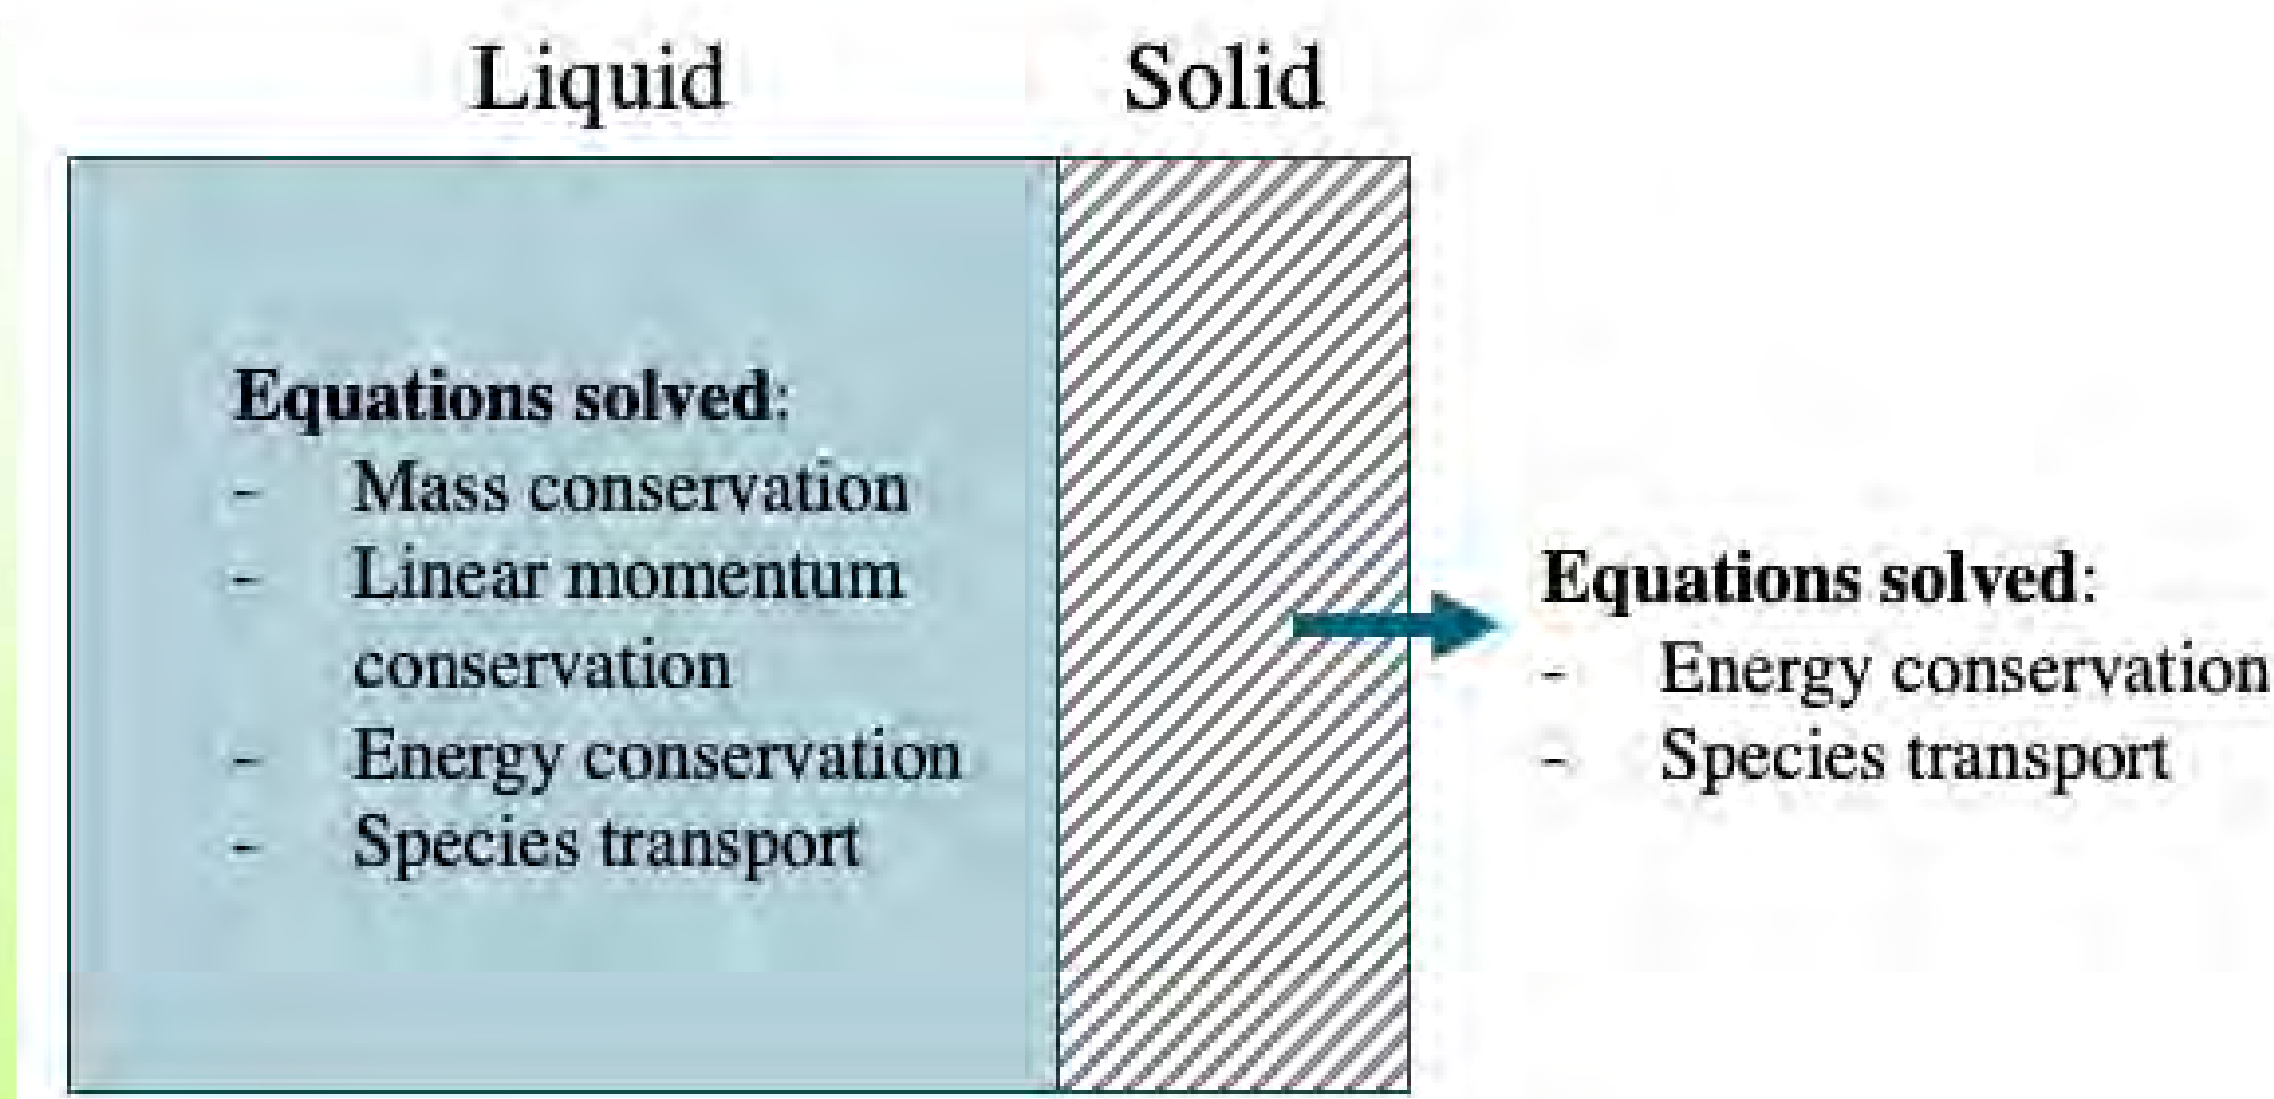 Liquid
Solid
Equations solved:
- Mass conservation
- Linear momentum
conservation
- Energy conservation
- Species transport
Equations solved:
- Energy conservation
- Species transport